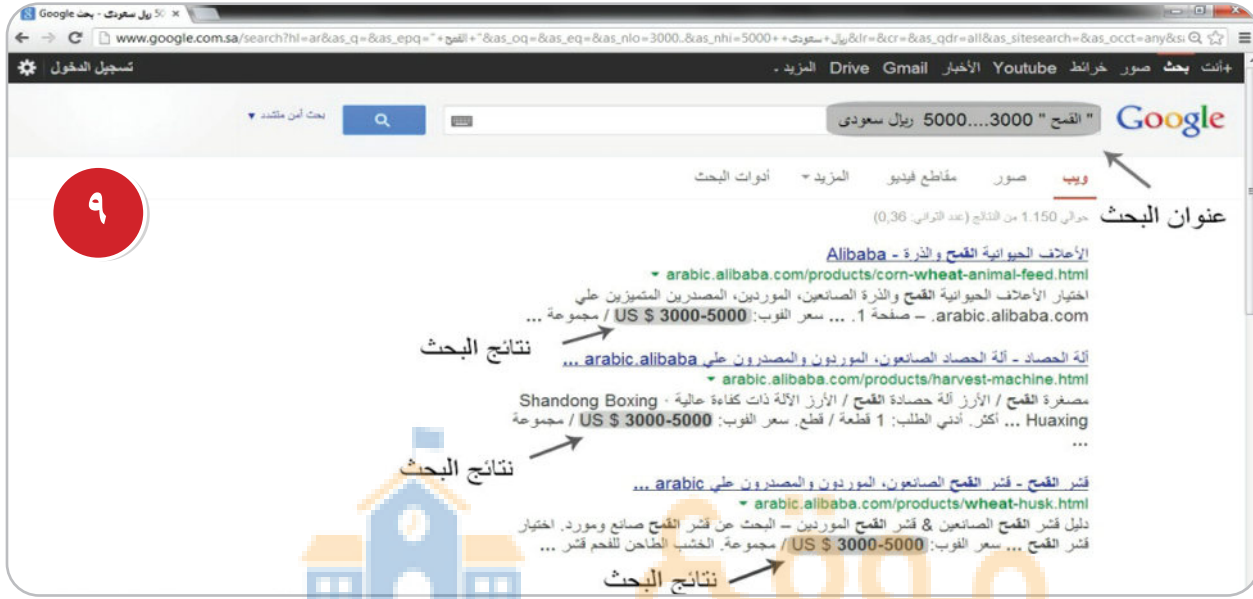 50 ريال سعودى - بحث Google
www.google.com.sa/search?hl=ar&as_q=&as_epq="+القمح+"&as_oq=&as_eq=&as_nlo=3000..&as_nhi=5000++ريال+سعودى&lr=&cr=&as_qdr=all&as_sitesearch=&as_occt=any&s
+أنت بحث صور خرائط Youtube الأخبار Gmail Drive المزيد
تسجيل الدخول
Google
" القمح " 3000....5000 ريال سعودى
بحث آمن متشدد
ويب صور مقاطع فيديو المزيد أدوات البحث
٩
عنوان البحث
حوالي 1.150 من النتائج (عدد الثواني: 0,36)
الأعلاف الحيوانية القمح والذرة - Alibaba
arabic.alibaba.com/products/corn-wheat-animal-feed.html
اختيار الأعلاف الحيوانية القمح والذرة الصانعين، الموردين، المصدرين المتميزين علي
arabic.alibaba.com. – صفحة 1. ... سعر الفوب: US $ 3000-5000 / مجموعة ...
نتائج البحث
آلة الحصاد - آلة الحصاد الصانعون، الموردون والمصدرون على arabic.alibaba ...
arabic.alibaba.com/products/harvest-machine.html
مصغرة القمح / الأرز آلة حصادة القمح / الأرز الآلة ذات كفاءة عالية · Shandong Boxing
Huaxing ... أكثر. أدني الطلب: 1 قطعة / قطع. سعر الفوب: US $ 3000-5000 / مجموعة
...
نتائج البحث
قشر القمح - قشر القمح الصانعون، الموردون والمصدرون علي arabic ...
arabic.alibaba.com/products/wheat-husk.html
دليل قشر القمح الصانعين & قشر القمح الموردين – البحث عن قشر القمح صانع ومورد. اختيار
قشر القمح ... سعر الفوب: US $ 3000-5000 / مجموعة. الخشب الطاحن للفحم قشر ...
نتائج البحث